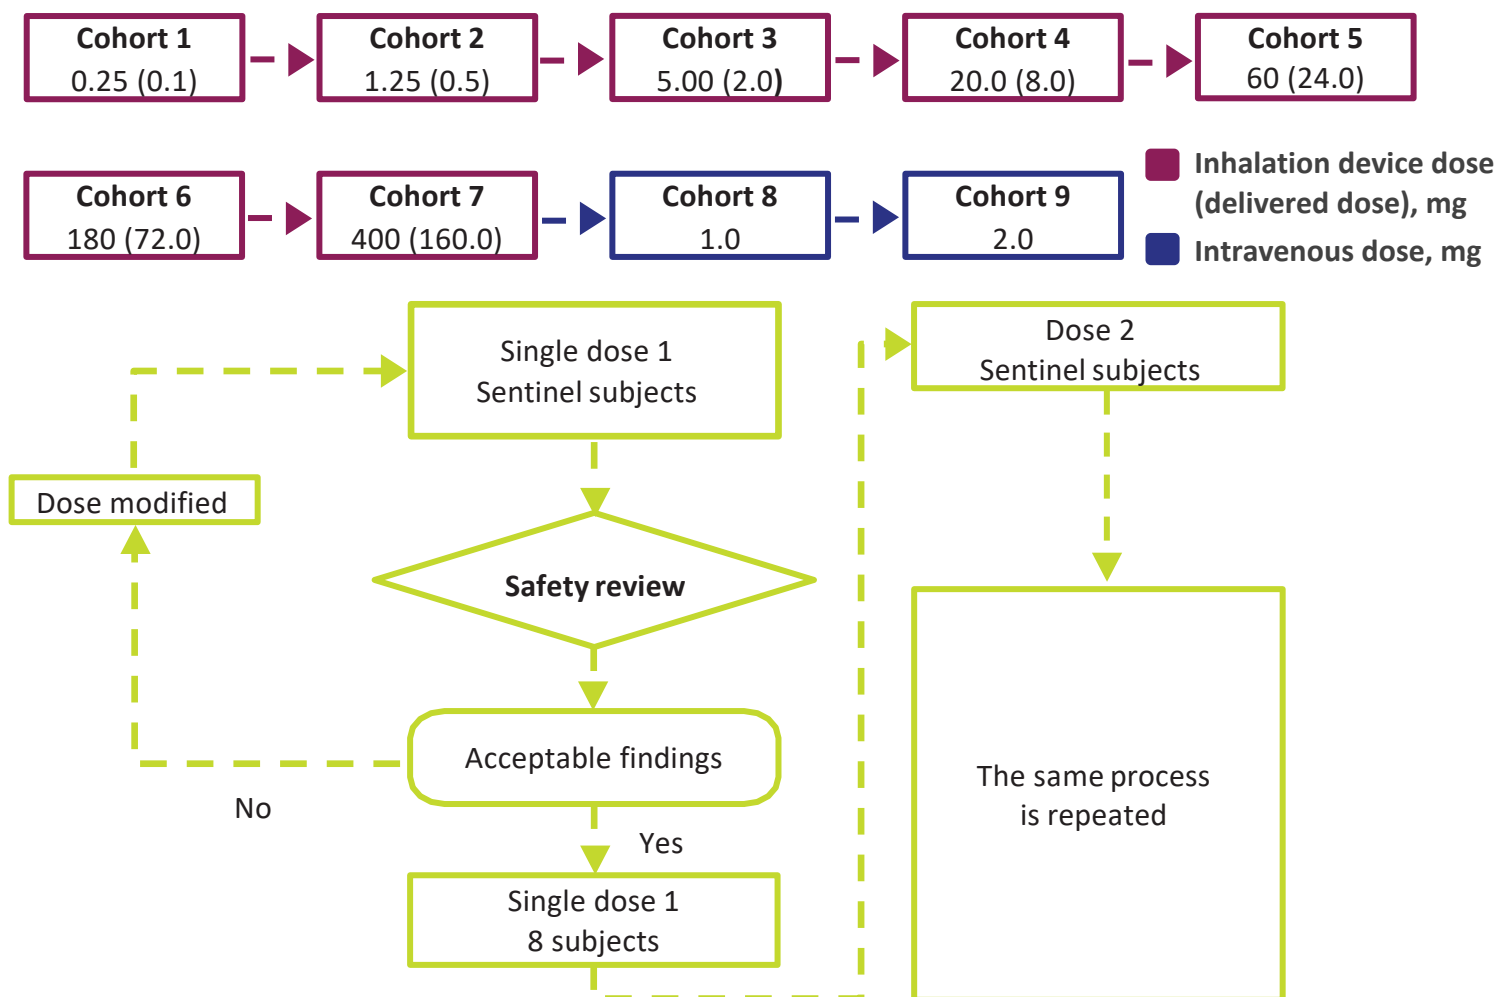 Cohort 1
0.25 (0.1)
Cohort 2
1.25 (0.5)
Cohort 3
5.00 (2.0)
Cohort 4
20.0 (8.0)
Cohort 5
60 (24.0)
Cohort 6
180 (72.0)
Cohort 7
400 (160.0)
Cohort 8
1.0
Cohort 9
2.0
Inhalation device dose
(delivered dose), mg
Intravenous dose, mg
Single dose 1
Sentinel subjects
Dose modified
Safety review
Acceptable findings
No
Yes
Single dose 1
8 subjects
Dose 2
Sentinel subjects
The same process
is repeated